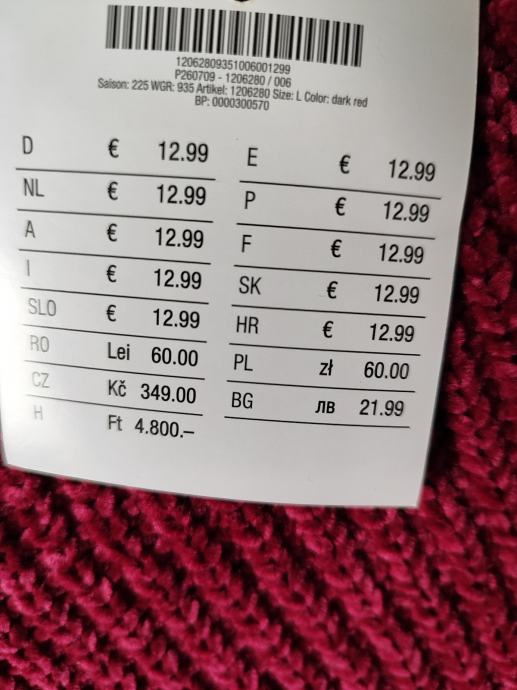 12062809351006001299
P260709 - 1206280 / 006
Saison: 225 WGR: 935 Artikel: 1206280 Size: L Color: dark red
BP: 0000300570
D € 12.99
NL € 12.99
A € 12.99
I € 12.99
SLO € 12.99
RO Lei 60.00
CZ Kč 349.00
H Ft 4.800.–
E € 12.99
P € 12.99
F € 12.99
SK € 12.99
HR € 12.99
PL zł 60.00
BG лв 21.99